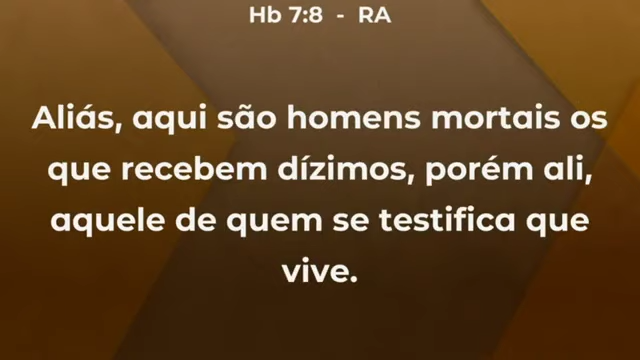 Hb 7:8 - RA
Aliás, aqui são homens mortais os
que recebem dízimos, porém ali,
aquele de quem se testifica que
vive.